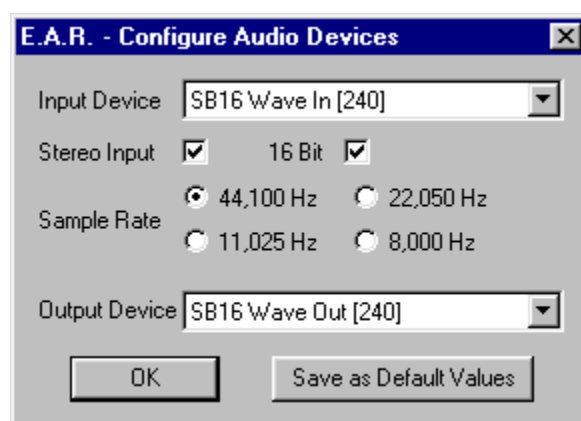 E.A.R. - Configure Audio Devices
Input Device SB16 Wave In [240]
Stereo Input 16 Bit
44,100 Hz 22,050 Hz
Sample Rate
11,025 Hz 8,000 Hz
Output Device SB16 Wave Out [240]
OK Save as Default Values